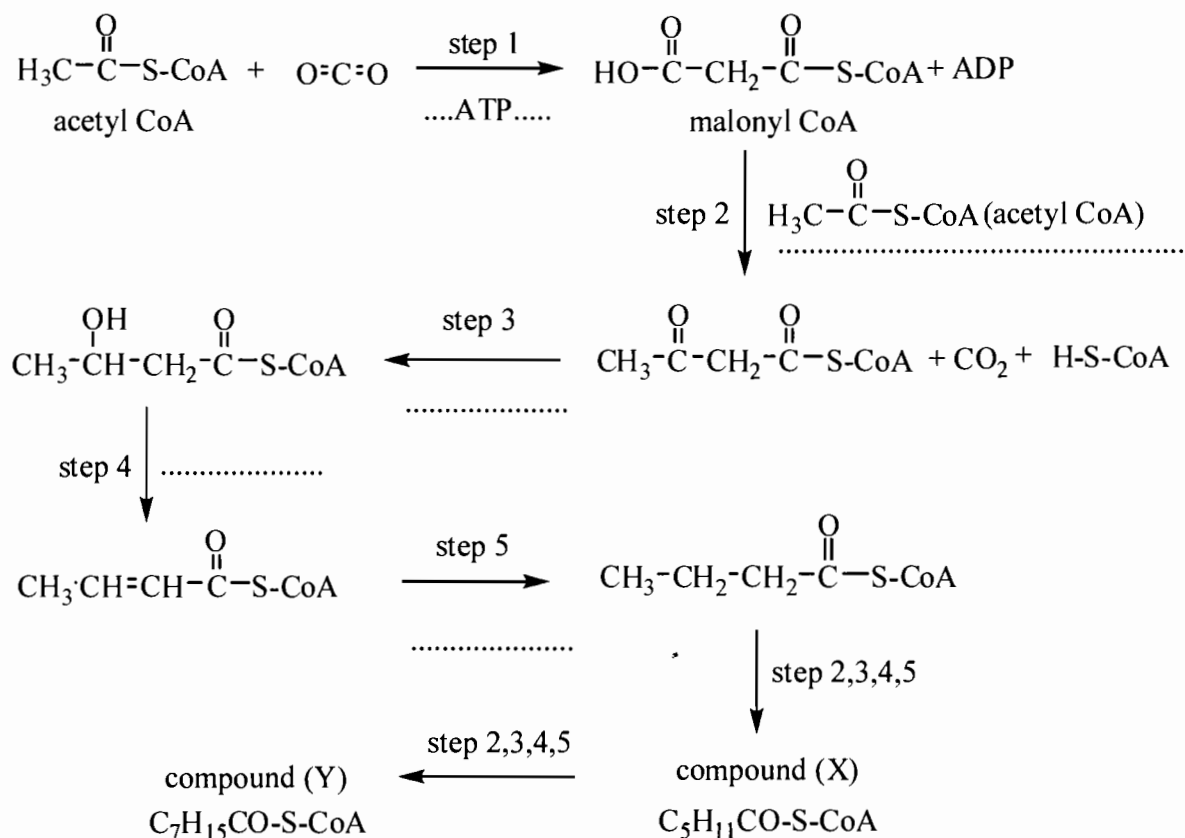 H₃C-C(=O)-S-CoA + O=C=O step 1 HO-C(=O)-CH₂-C(=O)-S-CoA + ADP
acetyl CoA ....ATP..... malonyl CoA
step 2 H₃C-C(=O)-S-CoA (acetyl CoA)
..............................
CH₃-CH(OH)-CH₂-C(=O)-S-CoA step 3 CH₃-C(=O)-CH₂-C(=O)-S-CoA + CO₂ + H-S-CoA
....................
step 4 ....................
CH₃-CH=CH-C(=O)-S-CoA step 5 CH₃-CH₂-CH₂-C(=O)-S-CoA
....................
step 2,3,4,5
step 2,3,4,5
compound (Y) compound (X)
C₇H₁₅CO-S-CoA C₅H₁₁CO-S-CoA